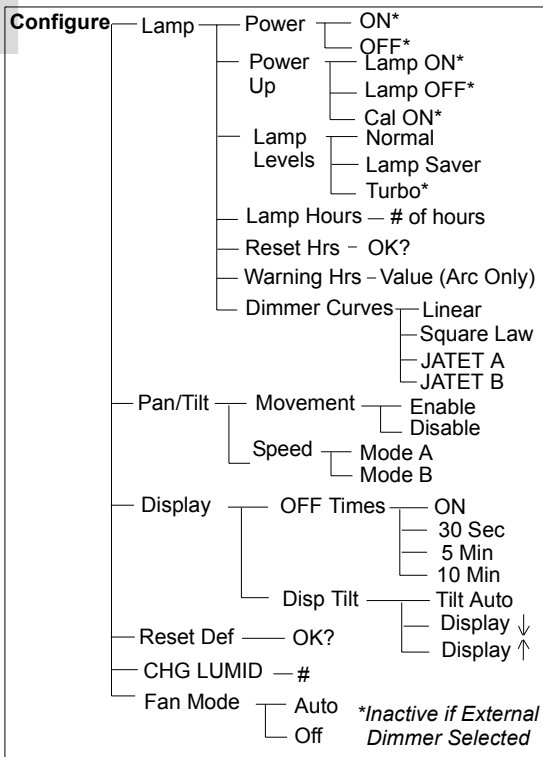 Configure Lamp Power ON*
OFF*
Power Up Lamp ON*
Lamp OFF*
Cal ON*
Lamp Levels Normal
Lamp Saver
Turbo*
Lamp Hours # of hours
Reset Hrs OK?
Warning Hrs Value (Arc Only)
Dimmer Curves Linear
Square Law
JATET A
JATET B
Pan/Tilt Movement Enable
Disable
Speed Mode A
Mode B
Display OFF Times ON
30 Sec
5 Min
10 Min
Disp Tilt Tilt Auto
Display ↓
Display ↑
Reset Def OK?
CHG LUMID #
Fan Mode Auto
Off
*Inactive if External
Dimmer Selected